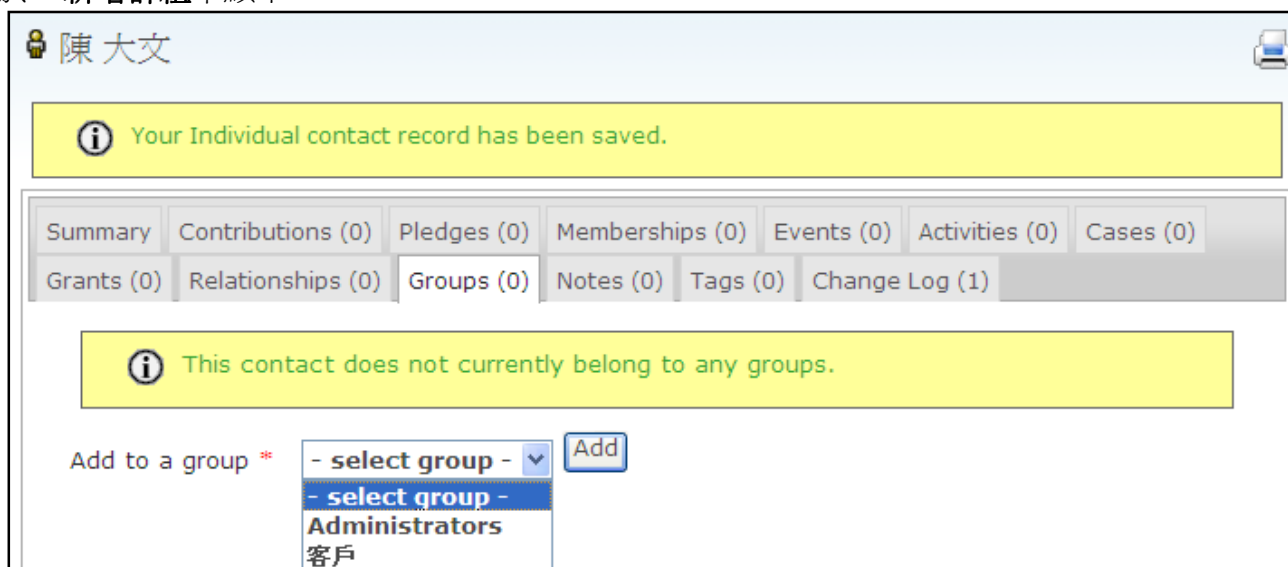 陳 大文
Your Individual contact record has been saved.
Summary Contributions (0) Pledges (0) Memberships (0) Events (0) Activities (0) Cases (0)
Grants (0) Relationships (0) Groups (0) Notes (0) Tags (0) Change Log (1)
This contact does not currently belong to any groups.
Add to a group * - select group - Add
- select group -
Administrators
客戶